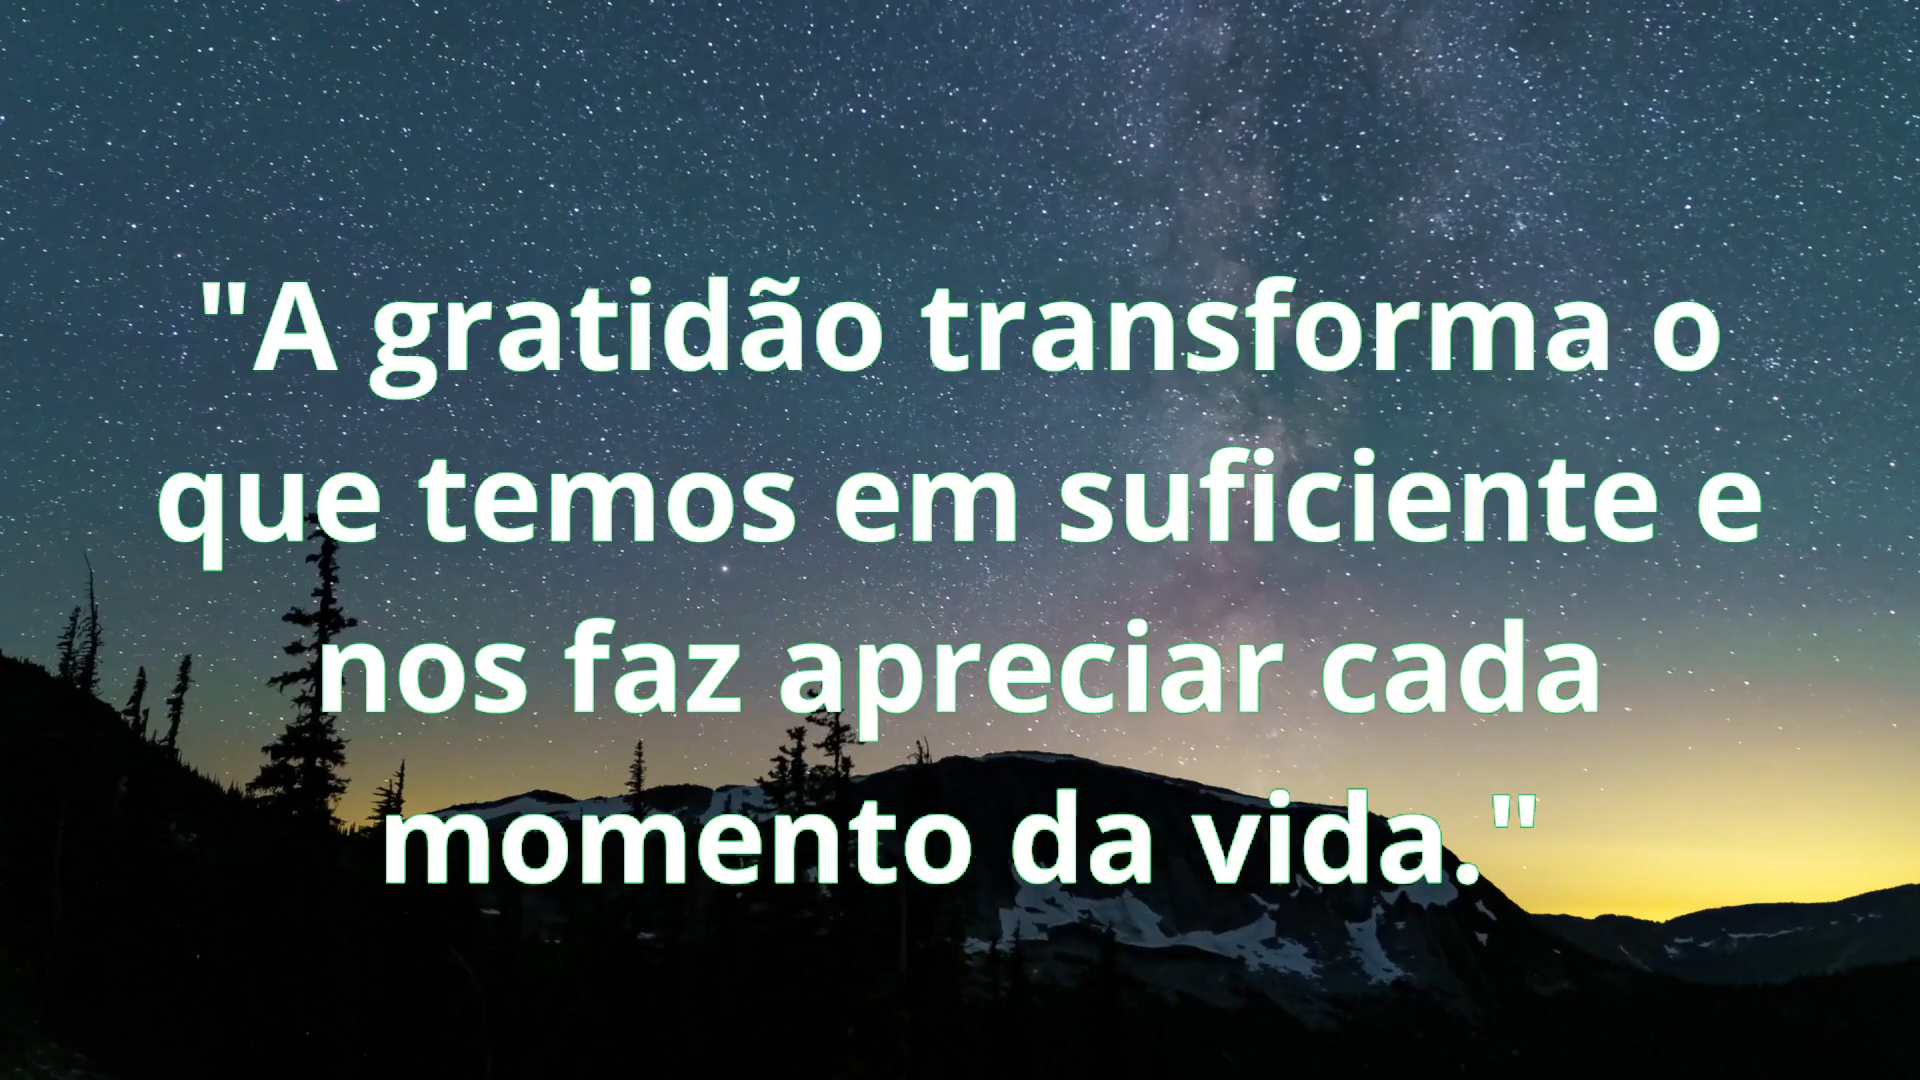 "A gratidão transforma o
que temos em suficiente e
nos faz apreciar cada
momento da vida."